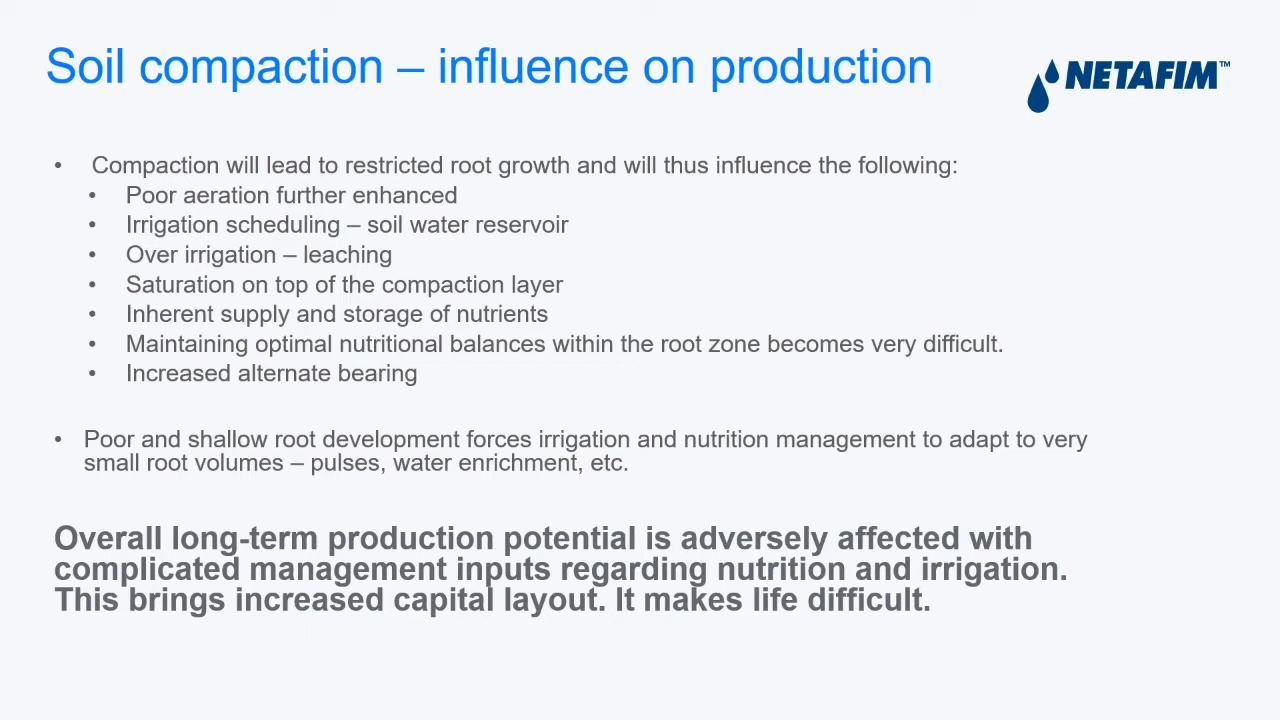 Soil compaction – influence on production
NETAFIM™
• Compaction will lead to restricted root growth and will thus influence the following:
• Poor aeration further enhanced
• Irrigation scheduling – soil water reservoir
• Over irrigation – leaching
• Saturation on top of the compaction layer
• Inherent supply and storage of nutrients
• Maintaining optimal nutritional balances within the root zone becomes very difficult.
• Increased alternate bearing
• Poor and shallow root development forces irrigation and nutrition management to adapt to very
small root volumes – pulses, water enrichment, etc.
Overall long-term production potential is adversely affected with
complicated management inputs regarding nutrition and irrigation.
This brings increased capital layout. It makes life difficult.